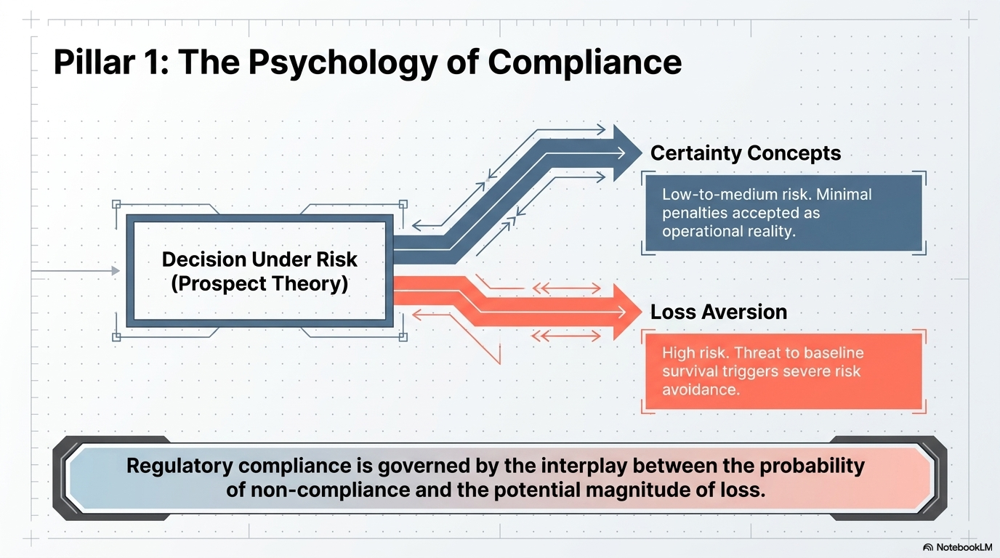 Pillar 1: The Psychology of Compliance
Decision Under Risk
(Prospect Theory)
Certainty Concepts
Low-to-medium risk. Minimal
penalties accepted as
operational reality.
Loss Aversion
High risk. Threat to baseline
survival triggers severe risk
avoidance.
Regulatory compliance is governed by the interplay between the probability
of non-compliance and the potential magnitude of loss.
NotebookLM